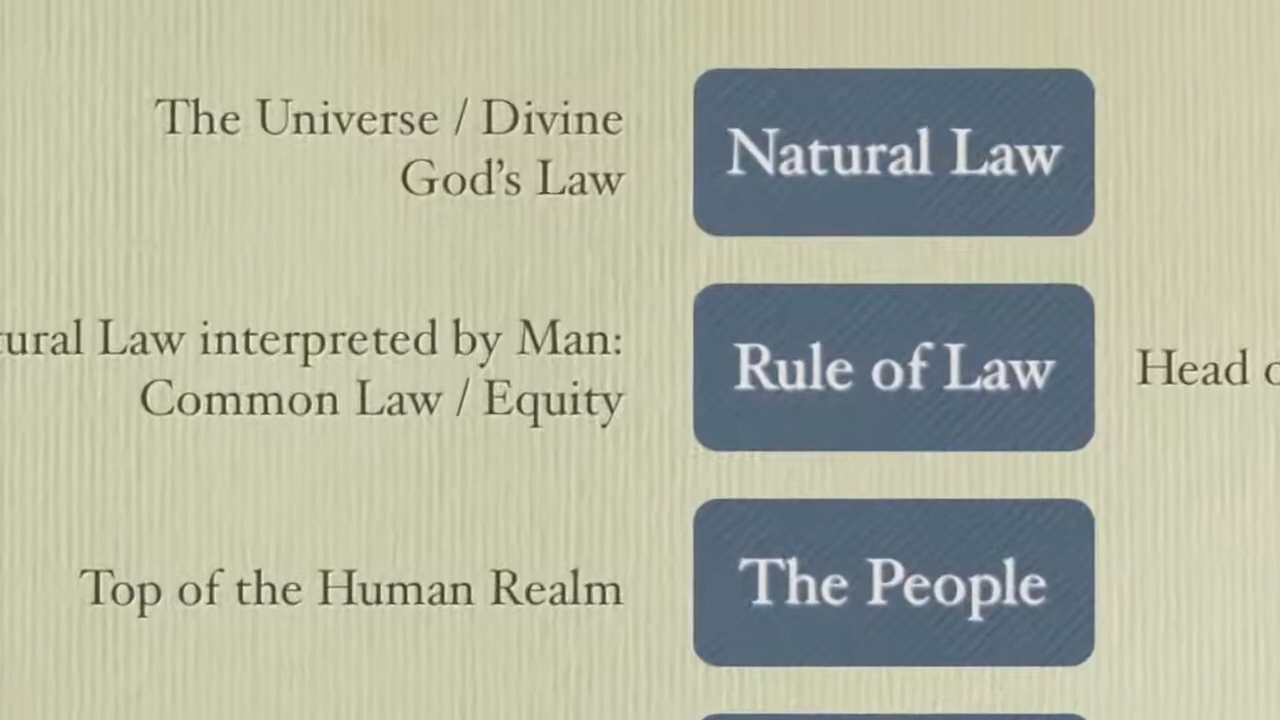 The Universe / Divine
God's Law
Natural Law
Law interpreted by Man:
Common Law / Equity
Rule of Law
Head
Top of the Human Realm
The People